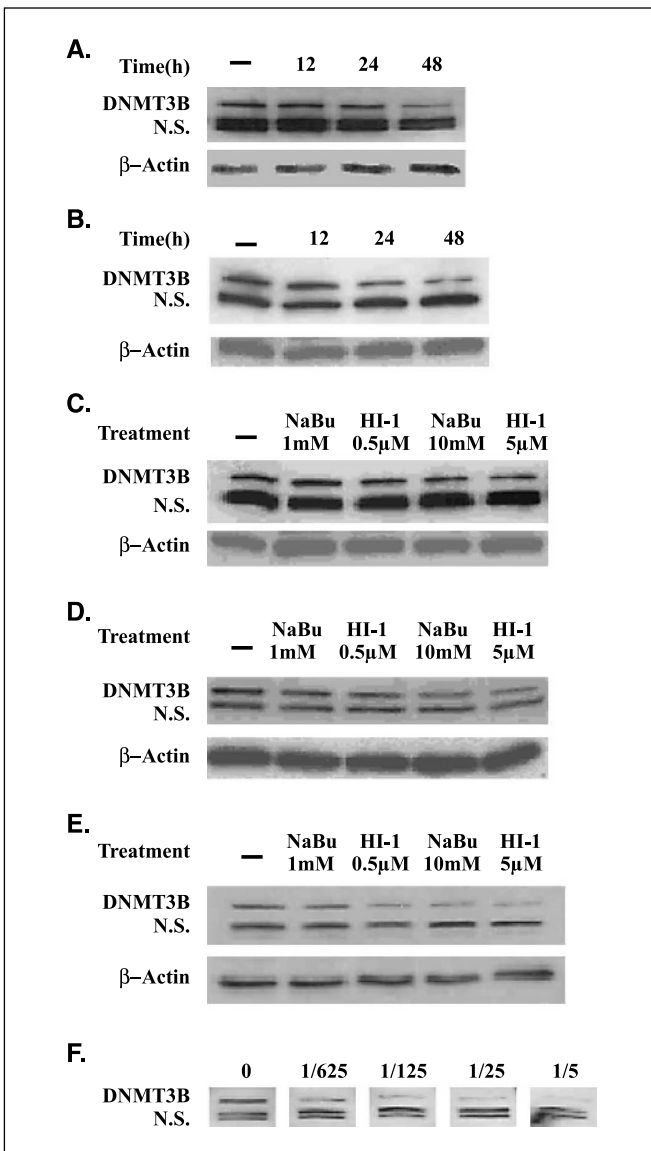 A.
Time(h) – 12 24 48
DNMT3B
N.S.
β–Actin
B.
Time(h) – 12 24 48
DNMT3B
N.S.
β–Actin
C.
NaBu HI-1 NaBu HI-1
Treatment – 1mM 0.5μM 10mM 5μM
DNMT3B
N.S.
β–Actin
D.
NaBu HI-1 NaBu HI-1
Treatment – 1mM 0.5μM 10mM 5μM
DNMT3B
N.S.
β–Actin
E.
NaBu HI-1 NaBu HI-1
Treatment – 1mM 0.5μM 10mM 5μM
DNMT3B
N.S.
β–Actin
F.
0 1/625 1/125 1/25 1/5
DNMT3B
N.S.